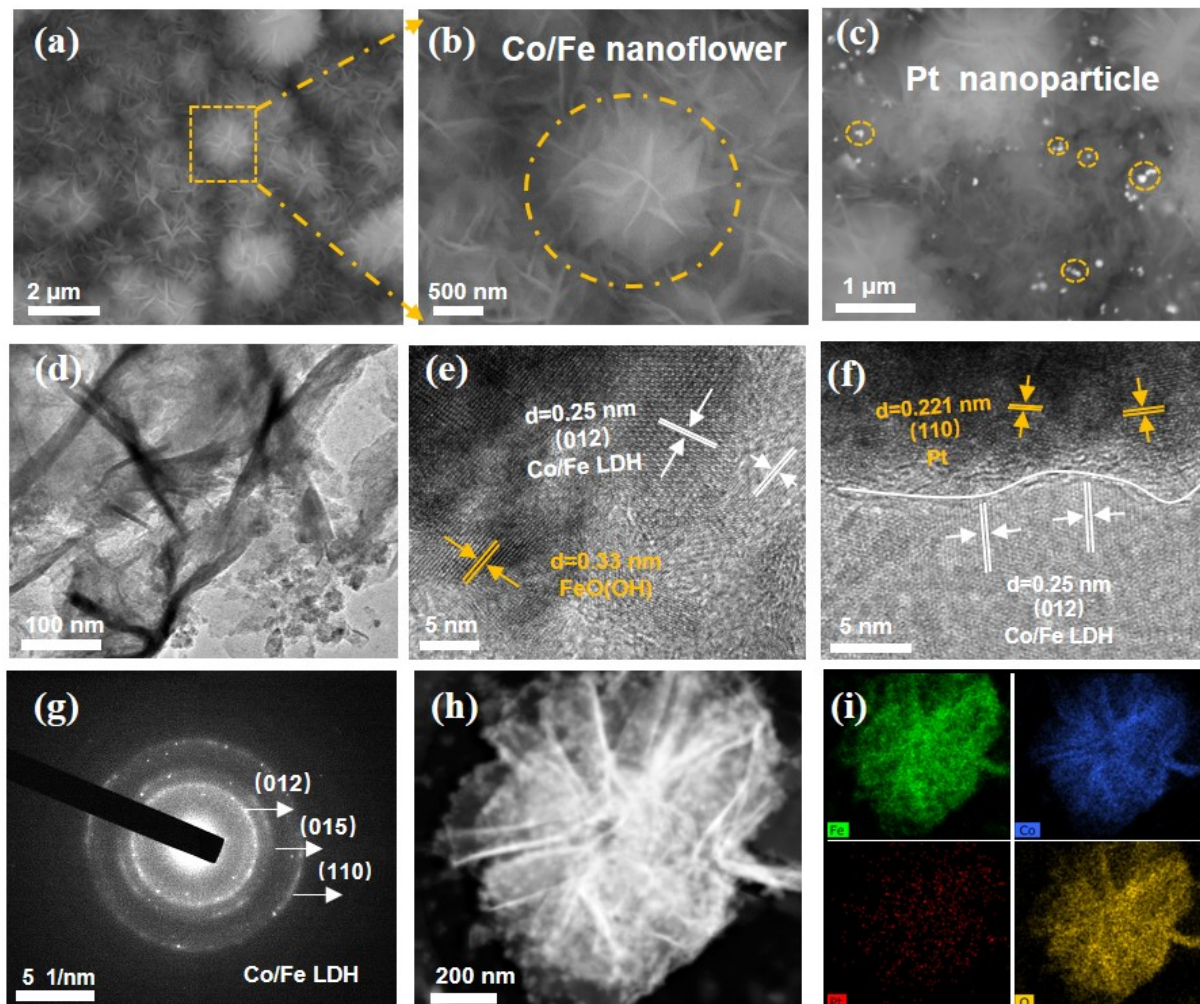 (a)
2 μm
(b)
Co/Fe nanoflower
500 nm
(c)
Pt nanoparticle
1 μm
(d)
100 nm
(e)
d=0.25 nm
(012)
Co/Fe LDH
d=0.33 nm
FeO(OH)
5 nm
(f)
d=0.221 nm
(110)
Pt
d=0.25 nm
(012)
Co/Fe LDH
5 nm
(g)
(012)
(015)
(110)
5 1/nm
Co/Fe LDH
(h)
200 nm
(i)
Fe
Co
Pt
O